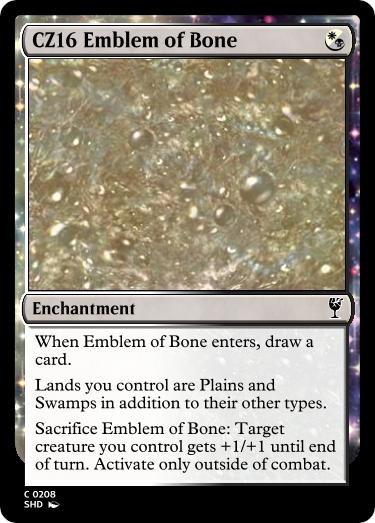 CZ16 Emblem of Bone
Enchantment
When Emblem of Bone enters, draw a
card.
Lands you control are Plains and
Swamps in addition to their other types.
Sacrifice Emblem of Bone: Target
creature you control gets +1/+1 until end
of turn. Activate only outside of combat.
C 0208
SHD